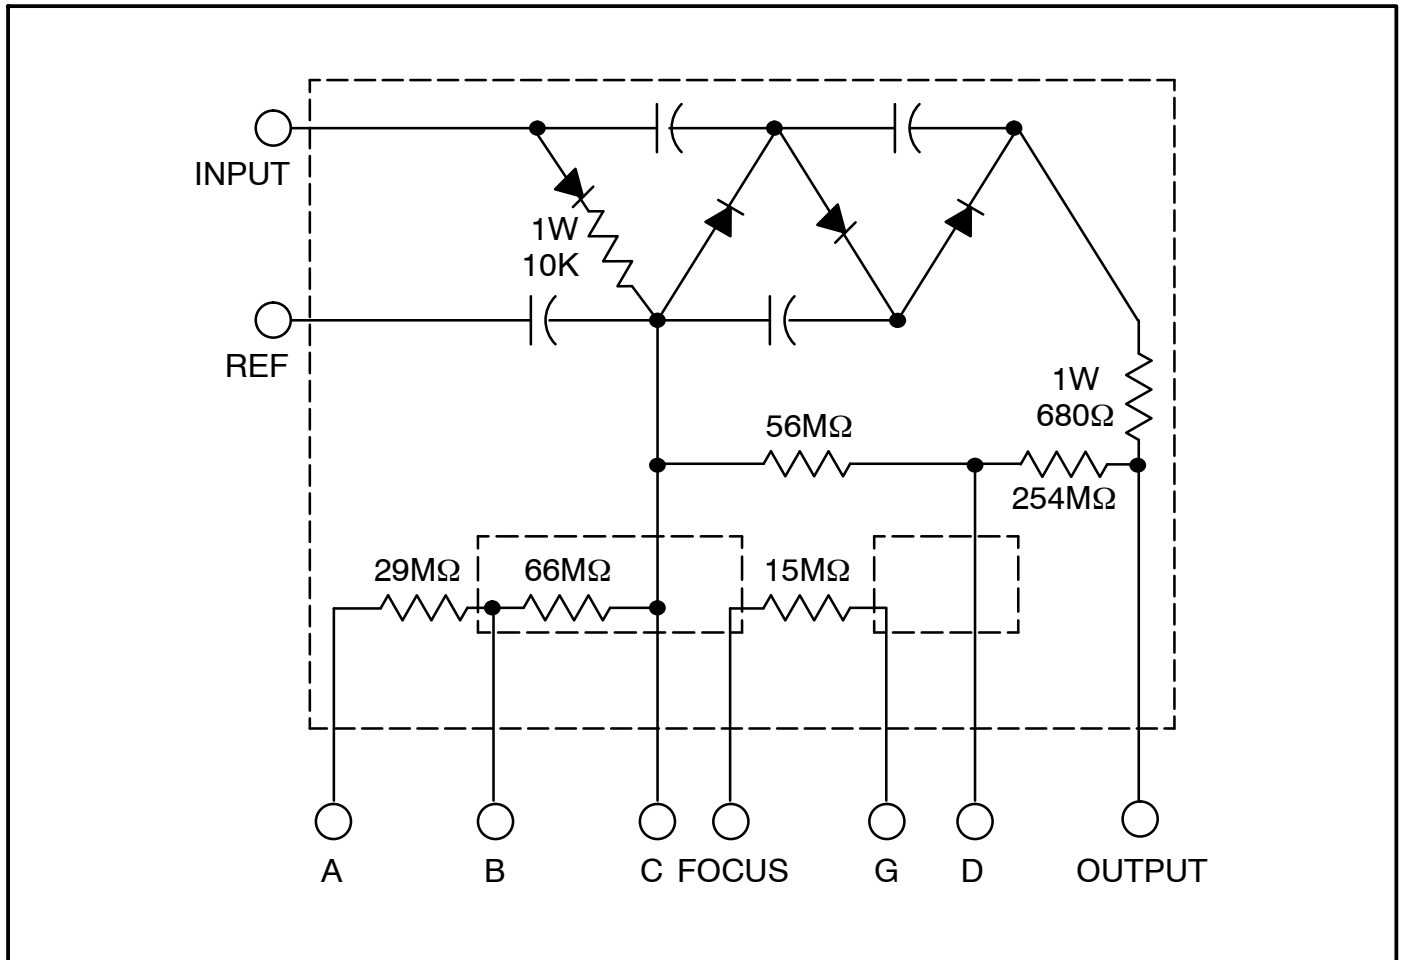 INPUT
1W
10K
REF
1W
680Ω
56MΩ
254MΩ
29MΩ
66MΩ
15MΩ
A
B
C
FOCUS
G
D
OUTPUT